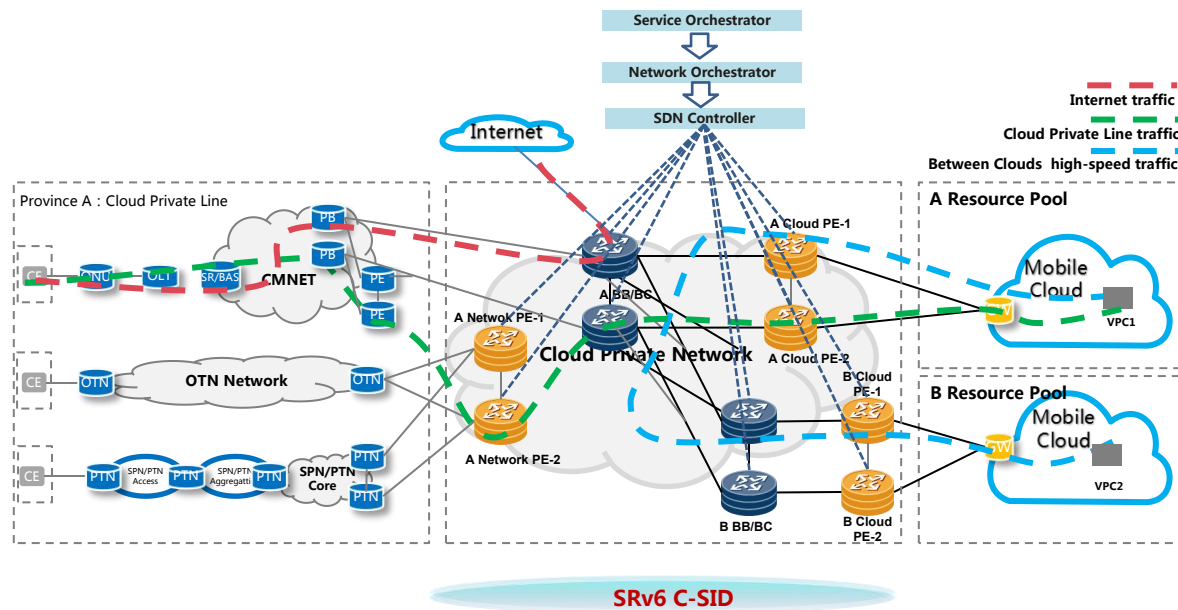 Service Orchestrator
Network Orchestrator
SDN Controller
Internet
Internet traffic
Cloud Private Line traffic
Between Clouds high-speed traffic
Province A：Cloud Private Line
PB
PB
CE
ONU
OLT
SR/BAS
CMNET
PE
PE
CE
OTN
OTN Network
OTN
CE
PTN
SPN/PTN
Access
PTN
SPN/PTN
PTN
SPN/PTN
Core
PTN
PTN
A Cloud PE-1
A BB/BC
A Netwok PE-1
Cloud Private Network
A Cloud PE-2
B Cloud
PE-1
A Network PE-2
B BB/BC
B Cloud
PE-2
A Resource Pool
Mobile
Cloud
VPC1
B Resource Pool
Mobile
Cloud
GW
VPC2
SRv6 C-SID